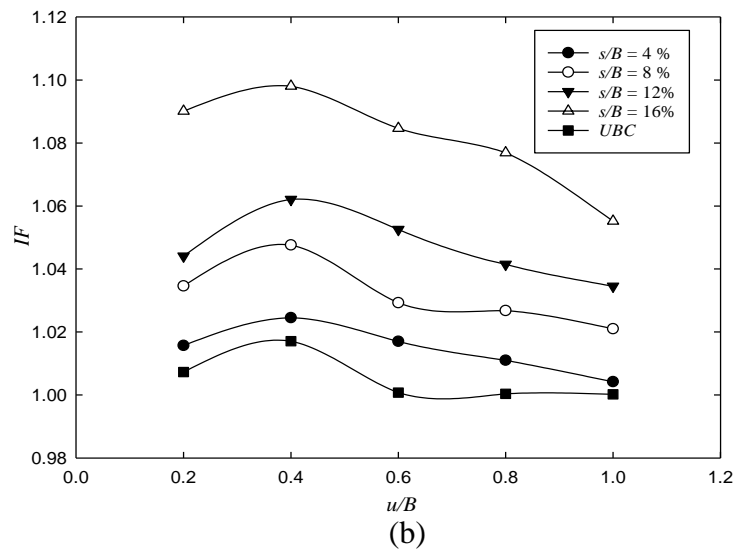 1.12
1.10
1.08
1.06
1.04
1.02
1.00
0.98
IF
s/B = 4 %
s/B = 8 %
s/B = 12%
s/B = 16%
UBC
0.0 0.2 0.4 0.6 0.8 1.0 1.2
u/B
(b)